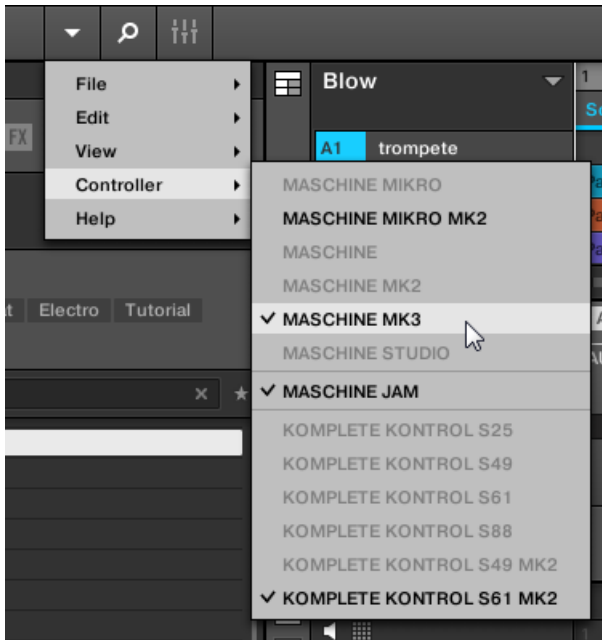 File
Edit
View
Controller
Help
FX
Electro
Tutorial
Blow
1
A1 trompete
MASCHINE MIKRO
MASCHINE MIKRO MK2
MASCHINE
MASCHINE MK2
MASCHINE MK3
MASCHINE STUDIO
MASCHINE JAM
KOMPLETE KONTROL S25
KOMPLETE KONTROL S49
KOMPLETE KONTROL S61
KOMPLETE KONTROL S88
KOMPLETE KONTROL S49 MK2
KOMPLETE KONTROL S61 MK2